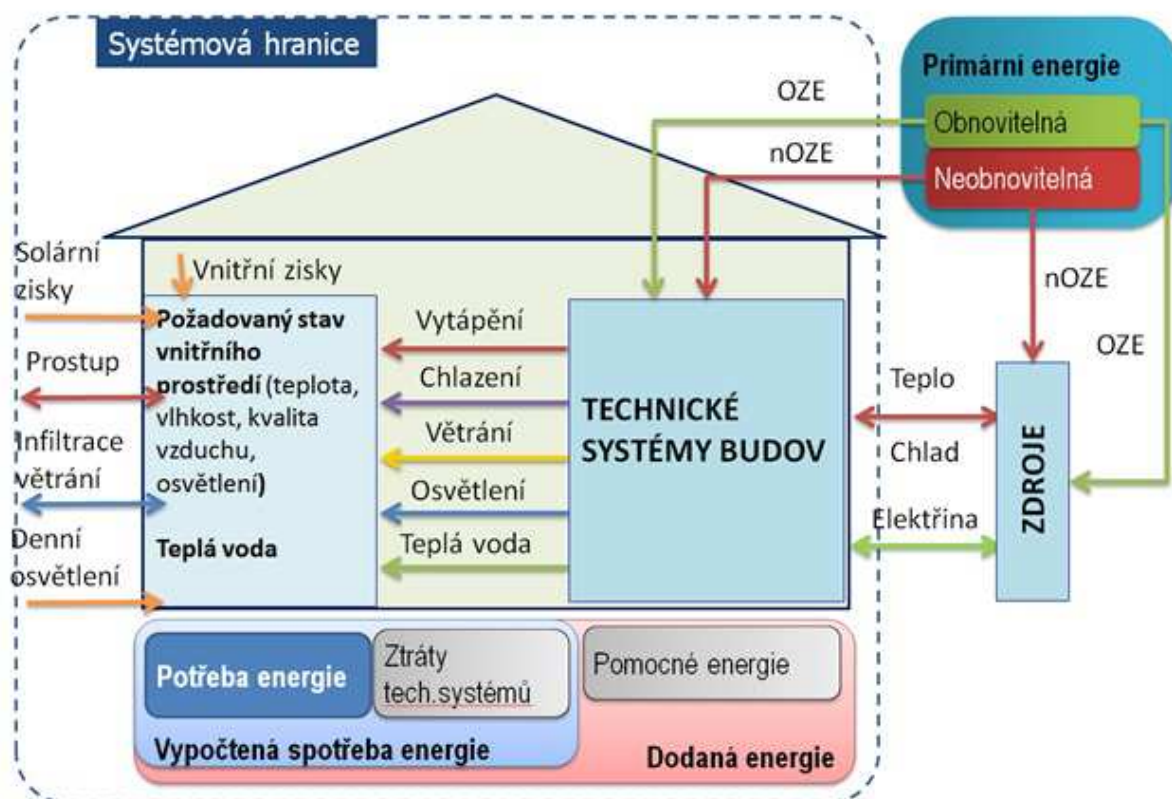 Systémová hranice
Primární energie
OZE
Obnovitelná
nOZE
Neobnovitelná
Solární
zisky
Vnitřní zisky
nOZE
Požadovaný stav
vnitřního
prostředí (teplota,
vlhkost, kvalita
vzduchu,
osvětlení)
Teplá voda
Prostup
Infiltrace
větrání
Denní
osvětlení
Vytápění
Chlazení
Větrání
Osvětlení
Teplá voda
TECHNICKÉ
SYSTÉMY BUDOV
OZE
Teplo
Chlad
Elektřina
ZDROJE
Potřeba energie
Ztráty
tech.systémů
Pomocné energie
Vypočtená spotřeba energie
Dodaná energie